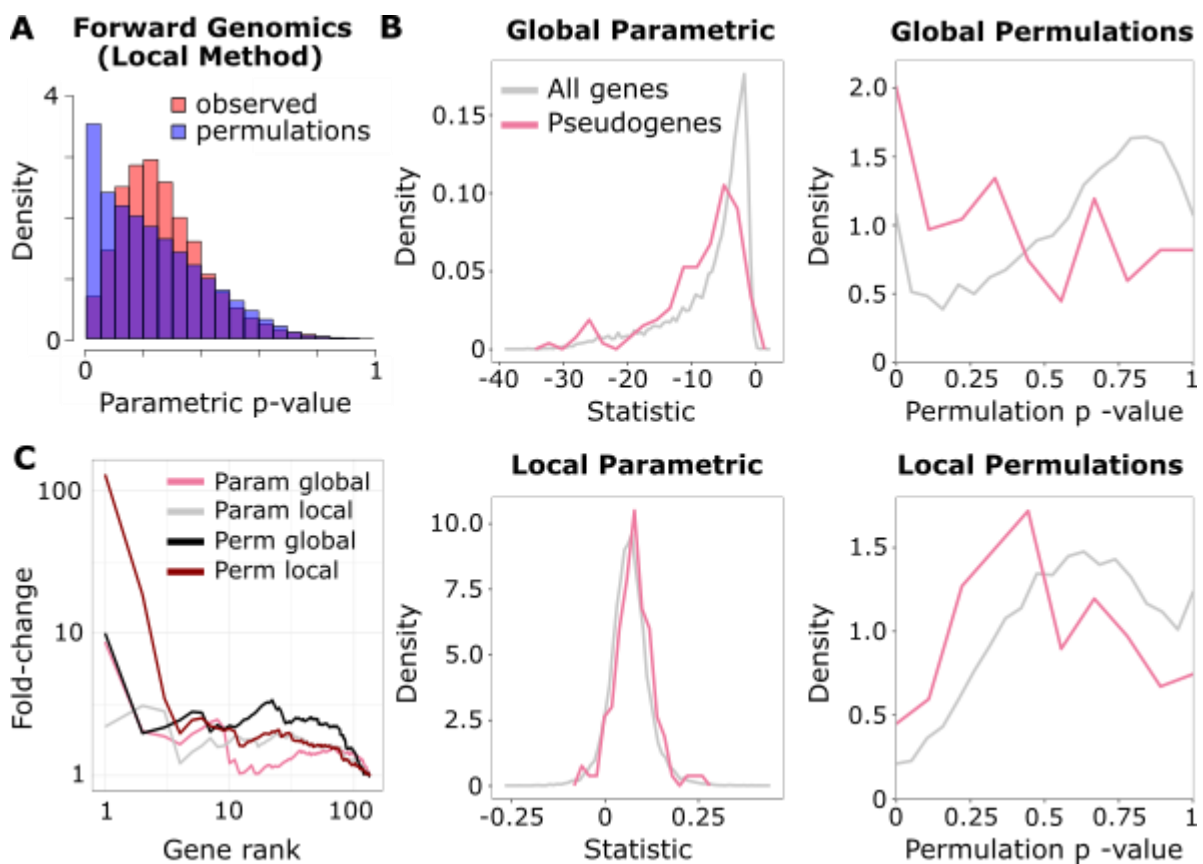 A
Forward Genomics
(Local Method)
observed
permulations
4
0
Density
0
1
Parametric p-value
B
Global Parametric
All genes
Pseudogenes
0.15
0.10
0.05
0
Density
-40
-30
-20
-10
0
Statistic
Global Permulations
2.0
1.5
1.0
0.5
0
Density
0
0.25
0.5
0.75
1
Permulation p -value
C
Param global
Param local
Perm global
Perm local
100
10
1
Fold-change
1
10
100
Gene rank
Local Parametric
10.0
7.5
5.0
2.5
0
Density
-0.25
0
0.25
Statistic
Local Permulations
1.5
1.0
0.5
0
Density
0
0.25
0.5
0.75
1
Permulation p -value